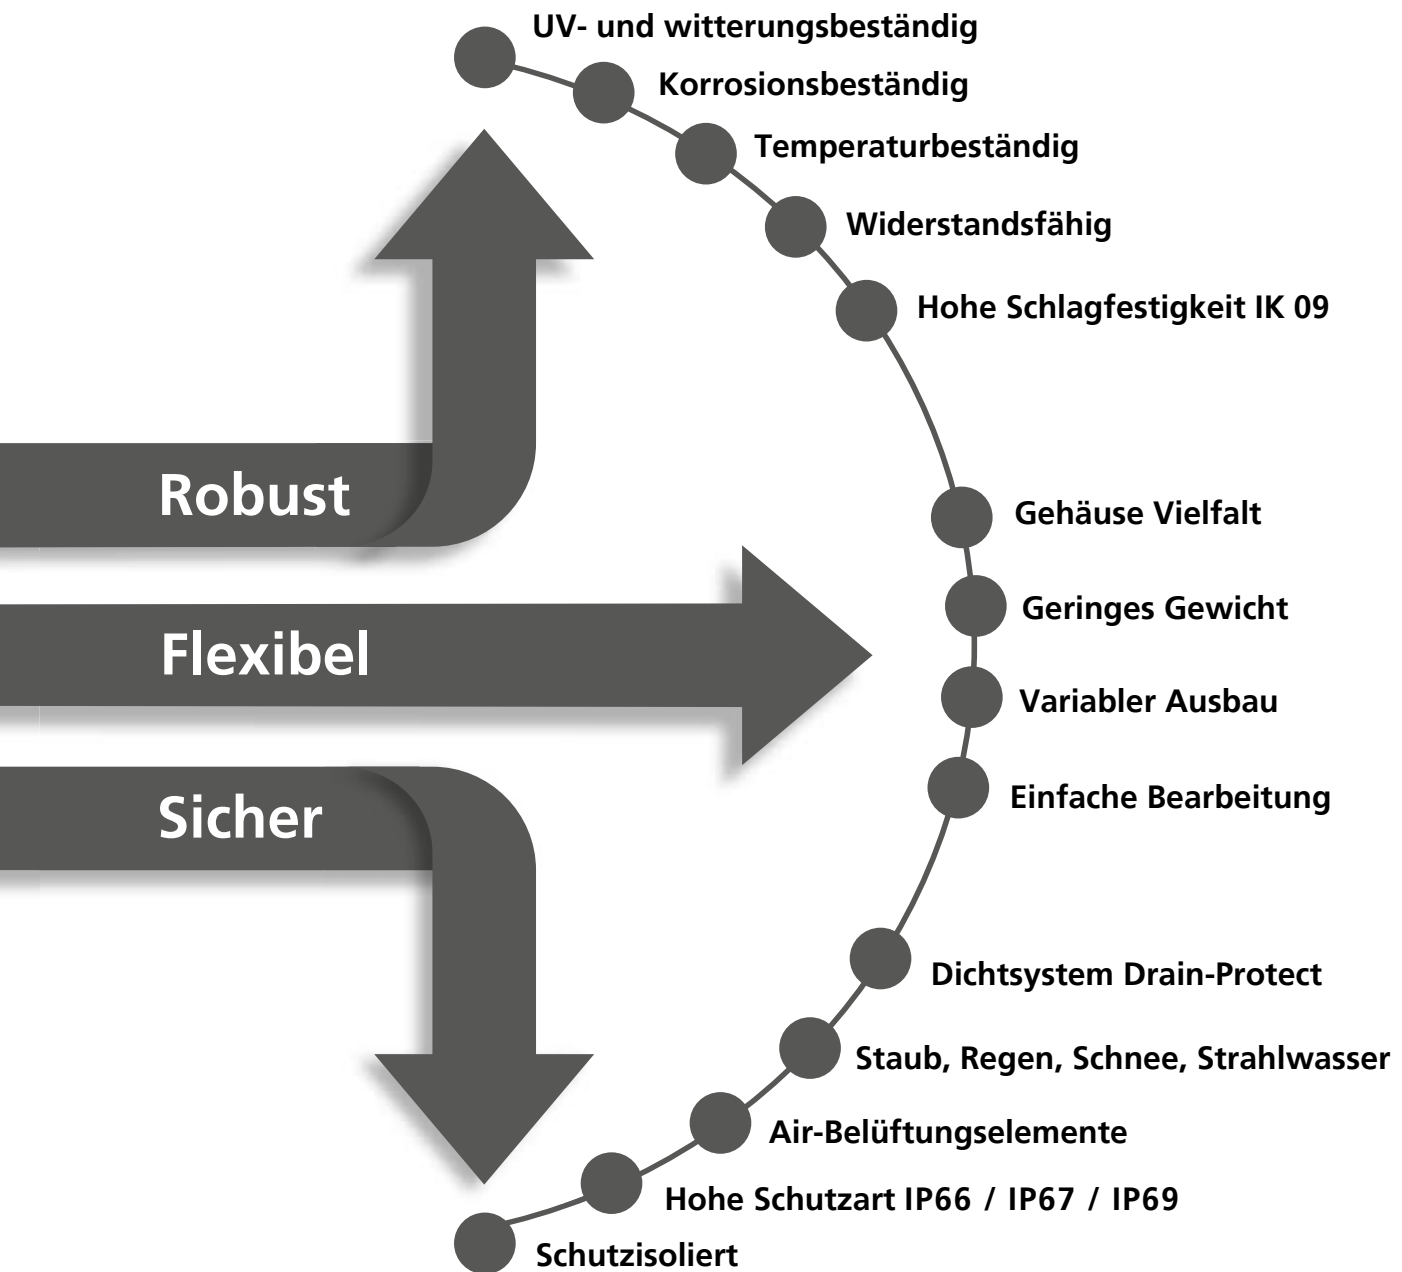 UV- und witterungsbeständig
Korrosionsbeständig
Temperaturbeständig
Widerstandsfähig
Hohe Schlagfestigkeit IK 09
Robust
Gehäuse Vielfalt
Geringes Gewicht
Flexibel
Variabler Ausbau
Einfache Bearbeitung
Sicher
Dichtsystem Drain-Protect
Staub, Regen, Schnee, Strahlwasser
Air-Belüftungselemente
Hohe Schutzart IP66 / IP67 / IP69
Schutzisoliert